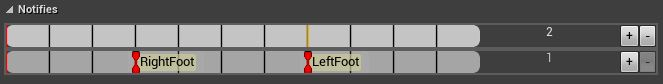 Notifies
2
+ -
RightFoot LeftFoot 1
+ -